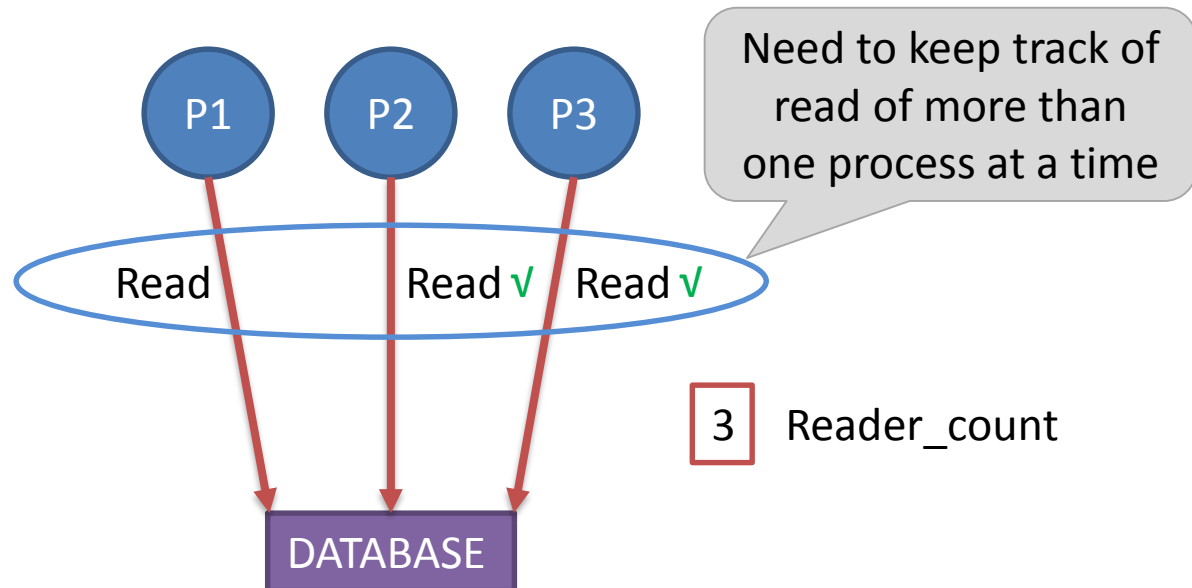 P1 P2 P3
Need to keep track of
read of more than
one process at a time
Read Read √ Read √
3 Reader_count
DATABASE